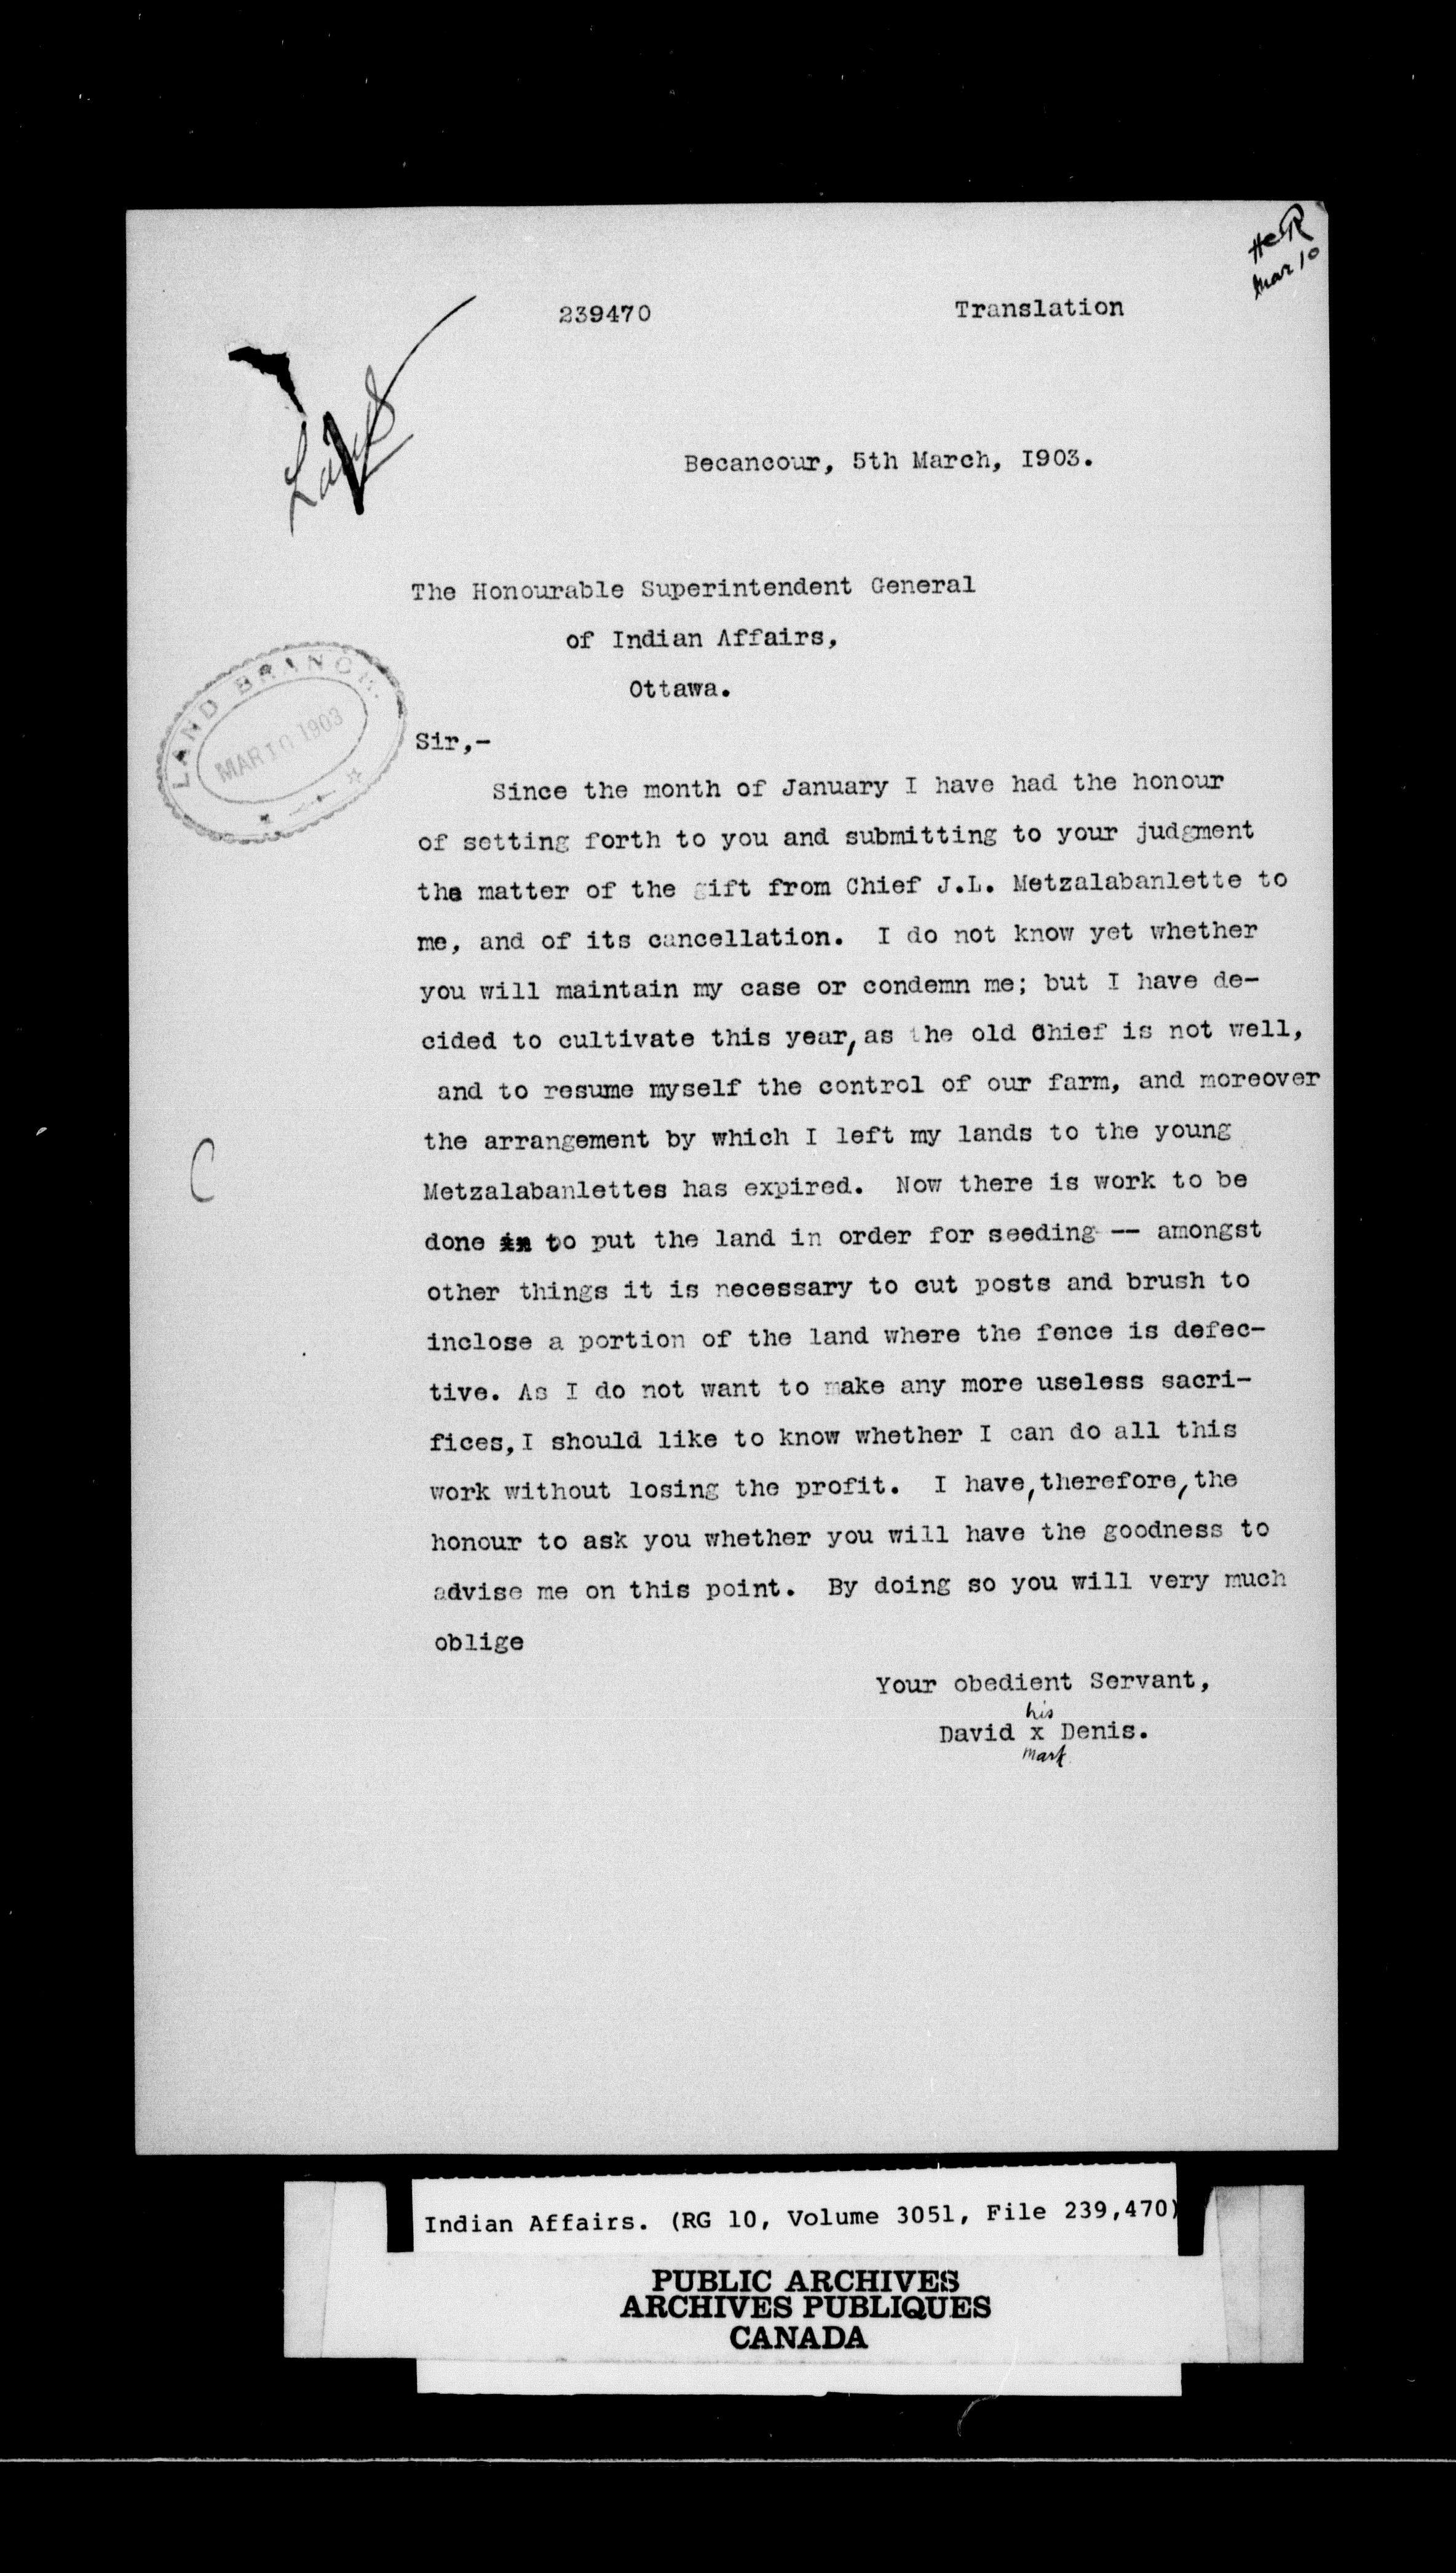 HeR
Mar 10
239470
Translation
Land
Becancour, 5th March, 1903.
The Honourable Superintendent General
of Indian Affairs,
Ottawa.
LAND BRANCH.
MAR 10 1903
Sir,-
Since the month of January I have had the honour
of setting forth to you and submitting to your judgment
the matter of the gift from Chief J.L. Metzalabanlette to
me, and of its cancellation. I do not know yet whether
you will maintain my case or condemn me; but I have de-
cided to cultivate this year, as the old Chief is not well,
and to resume myself the control of our farm, and moreover
the arrangement by which I left my lands to the young
Metzalabanlettes has expired. Now there is work to be
done in to put the land in order for seeding -- amongst
other things it is necessary to cut posts and brush to
inclose a portion of the land where the fence is defec-
tive. As I do not want to make any more useless sacri-
fices, I should like to know whether I can do all this
work without losing the profit. I have, therefore, the
honour to ask you whether you will have the goodness to
advise me on this point. By doing so you will very much
oblige
Your obedient Servant,
his
David x Denis.
mark
C
Indian Affairs. (RG 10, Volume 3051, File 239,470)
PUBLIC ARCHIVES
ARCHIVES PUBLIQUES
CANADA